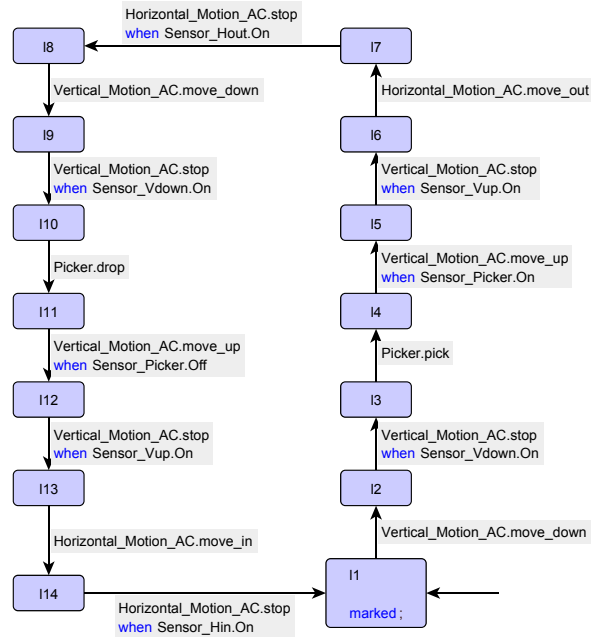 Horizontal_Motion_AC.stop
when Sensor_Hout.On
l8
l7
Vertical_Motion_AC.move_down
Horizontal_Motion_AC.move_out
l9
l6
Vertical_Motion_AC.stop
when Sensor_Vdown.On
Vertical_Motion_AC.stop
when Sensor_Vup.On
l10
l5
Picker.drop
Vertical_Motion_AC.move_up
when Sensor_Picker.On
l11
l4
Vertical_Motion_AC.move_up
when Sensor_Picker.Off
Picker.pick
l12
l3
Vertical_Motion_AC.stop
when Sensor_Vup.On
Vertical_Motion_AC.stop
when Sensor_Vdown.On
l13
l2
Horizontal_Motion_AC.move_in
Vertical_Motion_AC.move_down
l14
l1
marked ;
Horizontal_Motion_AC.stop
when Sensor_Hin.On